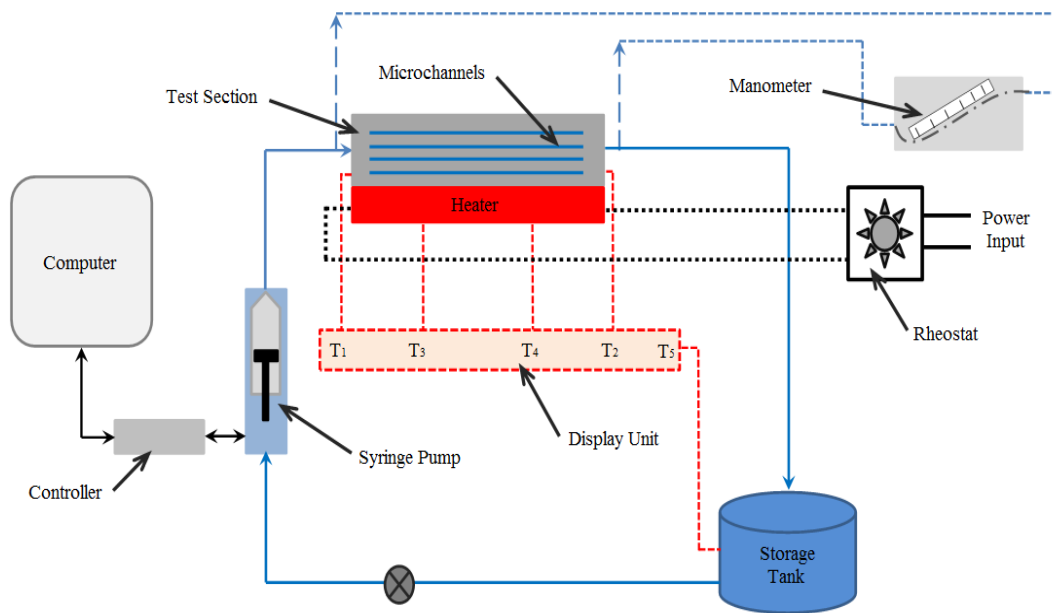 Microchannels
Test Section
Manometer
Heater
Power
Input
Computer
Rheostat
T1
T3
T4
T2
T5
Display Unit
Syringe Pump
Controller
Storage
Tank